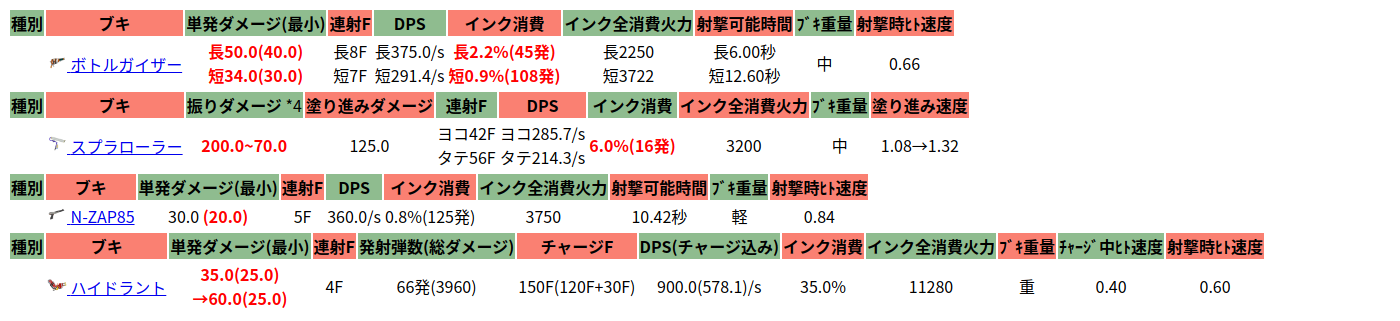 種別 ブキ 単発ダメージ(最小) 連射F DPS インク消費 インク全消費火力 射撃可能時間 ﾌﾞｷ重量 射撃時ﾋﾄ速度
ボトルガイザー 長50.0(40.0) 長8F 長375.0/s 長2.2%(45発) 長2250 長6.00秒 中 0.66
短34.0(30.0) 短7F 短291.4/s 短0.9%(108発) 短3722 短12.60秒
種別 ブキ 振りダメージ *4 塗り進みダメージ 連射F DPS インク消費 インク全消費火力 ﾌﾞｷ重量 塗り進み速度
スプラローラー 200.0~70.0 125.0 ヨコ42F ヨコ285.7/s 6.0%(16発) 3200 中 1.08→1.32
タテ56F タテ214.3/s
種別 ブキ 単発ダメージ(最小) 連射F DPS インク消費 インク全消費火力 射撃可能時間 ﾌﾞｷ重量 射撃時ﾋﾄ速度
N-ZAP85 30.0 (20.0) 5F 360.0/s 0.8%(125発) 3750 10.42秒 軽 0.84
種別 ブキ 単発ダメージ(最小) 連射F 発射弾数(総ダメージ) チャージF DPS(チャージ込み) インク消費 インク全消費火力 ﾌﾞｷ重量 ﾁｬｰｼﾞ中ﾋﾄ速度 射撃時ﾋﾄ速度
ハイドラント 35.0(25.0) 4F 66発(3960) 150F(120F+30F) 900.0(578.1)/s 35.0% 11280 重 0.40 0.60
→60.0(25.0)